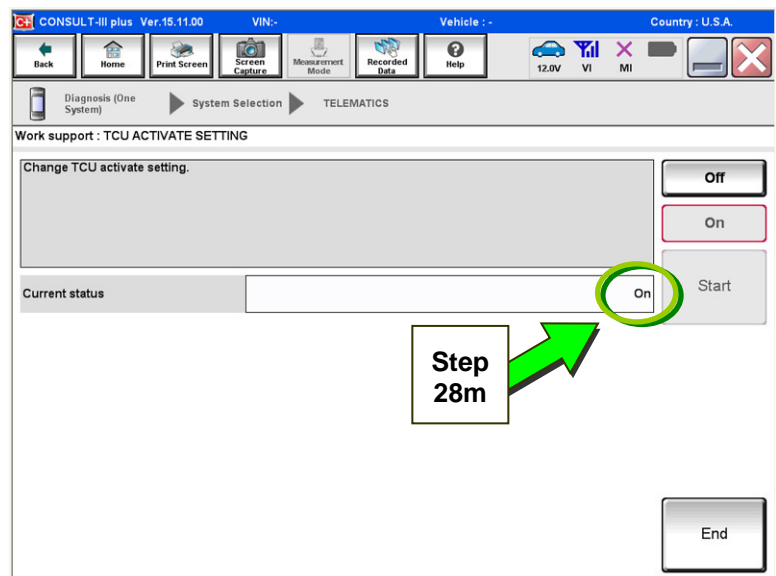 CONSULT-III plus Ver.15.11.00 VIN:- Vehicle : - Country : U.S.A.
Back
Home
Print Screen
Screen
Capture
Measurement
Mode
Recorded
Data
Help
12.0V
VI
MI
Diagnosis (One
System)
System Selection
TELEMATICS
Work support : TCU ACTIVATE SETTING
Change TCU activate setting.
Off
On
Current status
On
Start
Step
28m
End